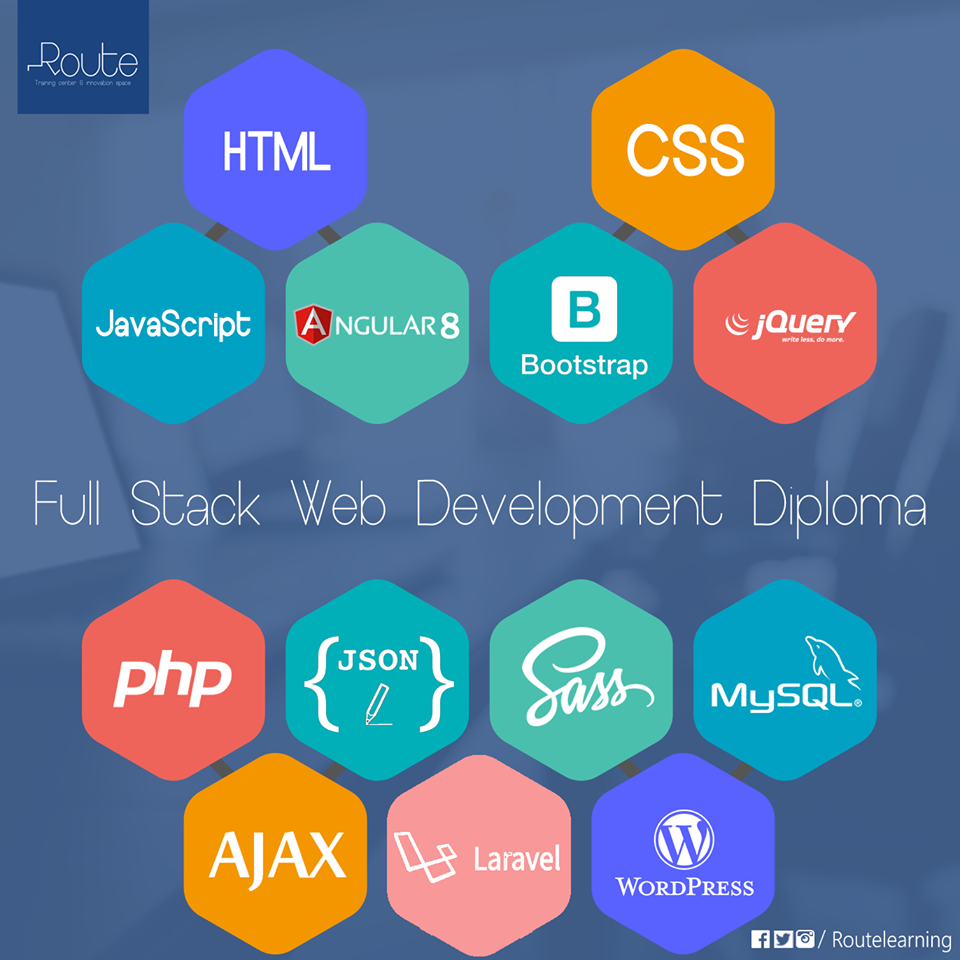 Route
Training center & innovation space
HTML
CSS
JavaScript
ANGULAR 8
B
Bootstrap
jQuery
write less, do more.
Full Stack Web Development Diploma
php
{JSON}
Sass
MySQL®
AJAX
Laravel
W
WORDPRESS
/ Routelearning